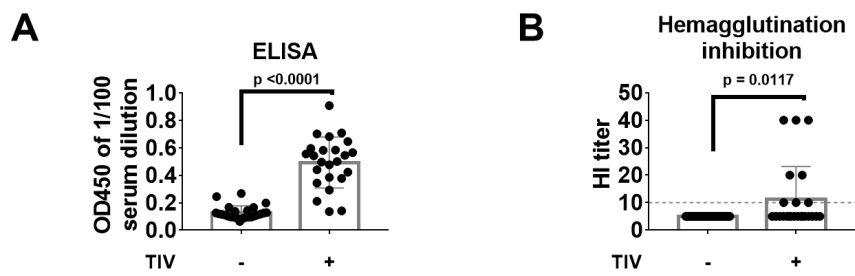 A
ELISA
p <0.0001
OD450 of 1/100
serum dilution
1.0
0.8
0.6
0.4
0.2
0.0
TIV
-
+
B
Hemagglutination
inhibition
p = 0.0117
HI titer
50
40
30
20
10
0
TIV
-
+